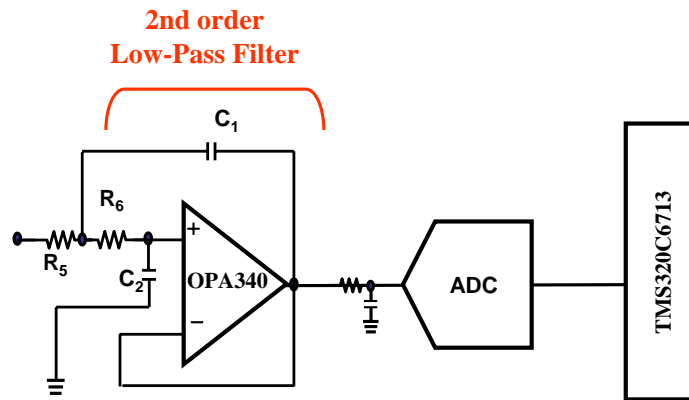 2nd order
Low-Pass Filter
C1
R6
R5
C2
+
OPA340
−
ADC
TMS320C6713